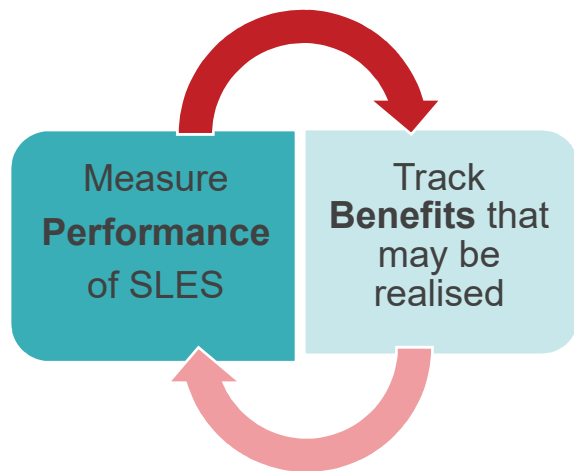 Measure
Performance
of SLES
Track
Benefits that
may be
realised